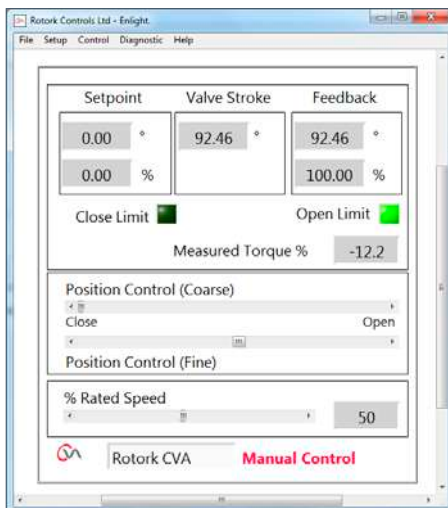 Rotork Controls Ltd - Enlight.
File Setup Control Diagnostic Help
Setpoint Valve Stroke Feedback
0.00 ° 92.46 ° 92.46 °
0.00 % 100.00 %
Close Limit Open Limit
Measured Torque % -12.2
Position Control (Coarse)
Close Open
Position Control (Fine)
% Rated Speed
50
Rotork CVA Manual Control